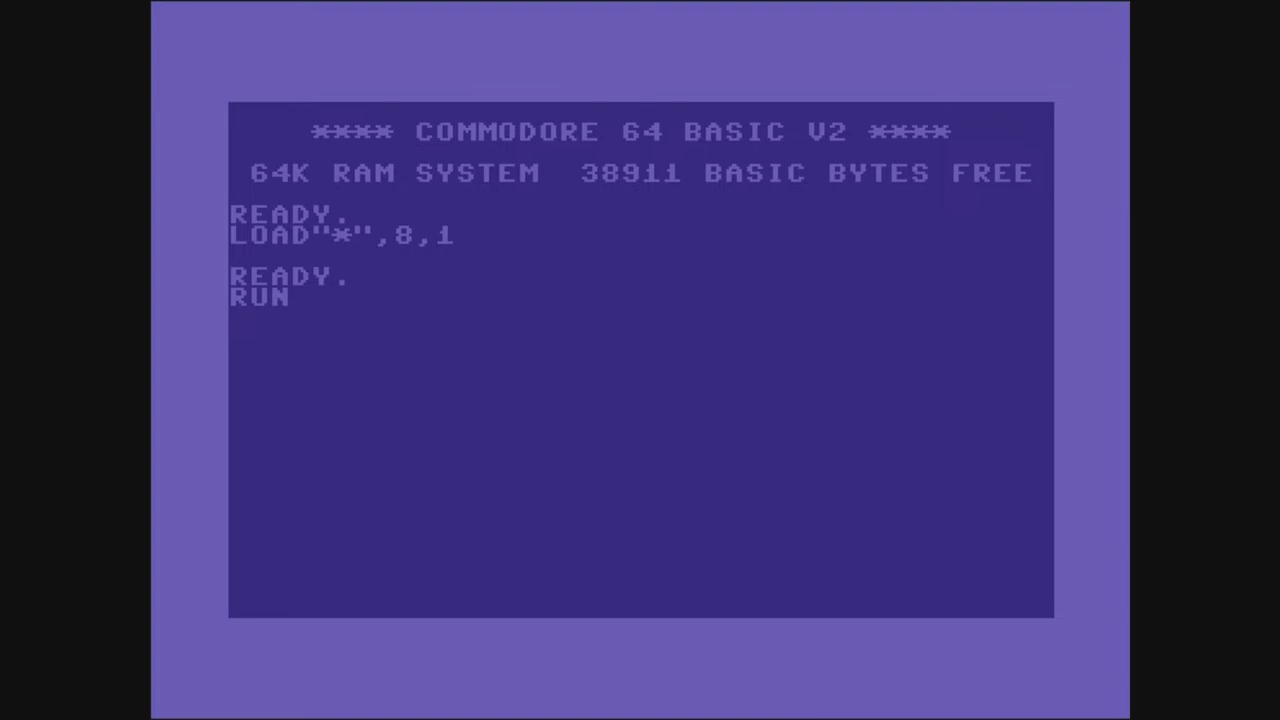 **** COMMODORE 64 BASIC V2 ****
64K RAM SYSTEM  38911 BASIC BYTES FREE
READY.
LOAD"*",8,1
READY.
RUN